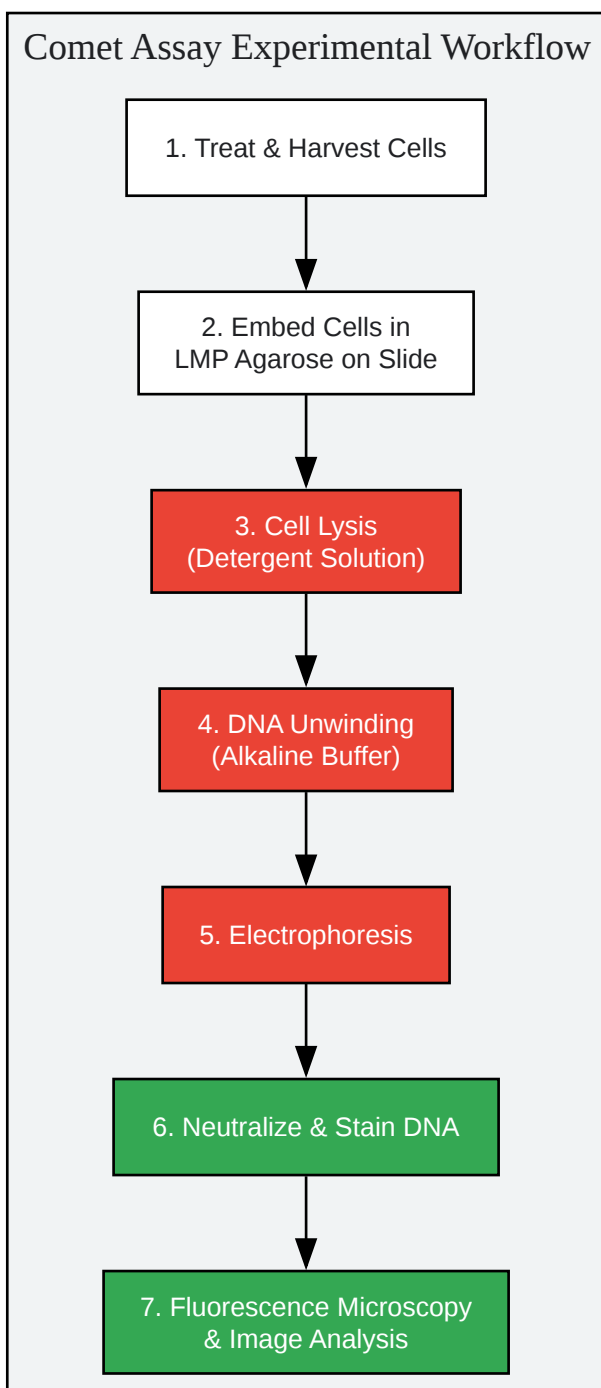 Comet Assay Experimental Workflow
1. Treat & Harvest Cells
2. Embed Cells in
LMP Agarose on Slide
3. Cell Lysis
(Detergent Solution)
4. DNA Unwinding
(Alkaline Buffer)
5. Electrophoresis
6. Neutralize & Stain DNA
7. Fluorescence Microscopy
& Image Analysis